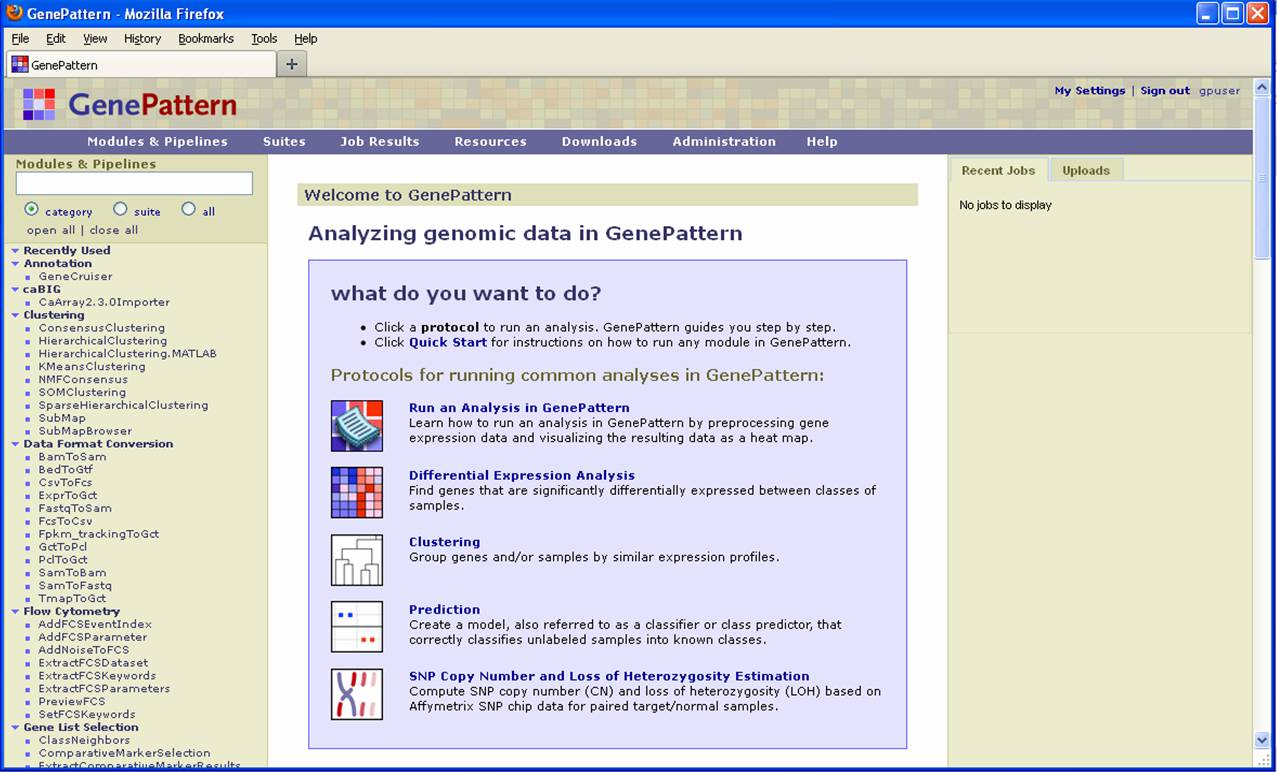 GenePattern - Mozilla Firefox
File Edit View History Bookmarks Tools Help
GenePattern +
GenePattern
My Settings | Sign out gpuser
Modules & Pipelines Suites Job Results Resources Downloads Administration Help
Modules & Pipelines
category suite all
open all | close all
Recently Used
Annotation
GeneCruiser
caBIG
CaArray2.3.0Importer
Clustering
ConsensusClustering
HierarchicalClustering
HierarchicalClustering.MATLAB
KMeansClustering
NMFConsensus
SOMClustering
SparseHierarchicalClustering
SubMap
SubMapBrowser
Data Format Conversion
BamToSam
BedToGtf
CsvToFcs
ExprToGct
FastqToSam
FcsToCsv
Fpkm_trackingToGct
GctToPcl
PclToGct
SamToBam
SamToFastq
TmapToGct
Flow Cytometry
AddFCSEventIndex
AddFCSParameter
AddNoiseToFCS
ExtractFCSDataset
ExtractFCSKeywords
ExtractFCSParameters
PreviewFCS
SetFCSKeywords
Gene List Selection
ClassNeighbors
ComparativeMarkerSelection
ExtractComparativeMarkerResults
Welcome to GenePattern
Analyzing genomic data in GenePattern
what do you want to do?
• Click a protocol to run an analysis. GenePattern guides you step by step.
• Click Quick Start for instructions on how to run any module in GenePattern.
Protocols for running common analyses in GenePattern:
Run an Analysis in GenePattern
Learn how to run an analysis in GenePattern by preprocessing gene
expression data and visualizing the resulting data as a heat map.
Differential Expression Analysis
Find genes that are significantly differentially expressed between classes of
samples.
Clustering
Group genes and/or samples by similar expression profiles.
Prediction
Create a model, also referred to as a classifier or class predictor, that
correctly classifies unlabeled samples into known classes.
SNP Copy Number and Loss of Heterozygosity Estimation
Compute SNP copy number (CN) and loss of heterozygosity (LOH) based on
Affymetrix SNP chip data for paired target/normal samples.
Recent Jobs Uploads
No jobs to display